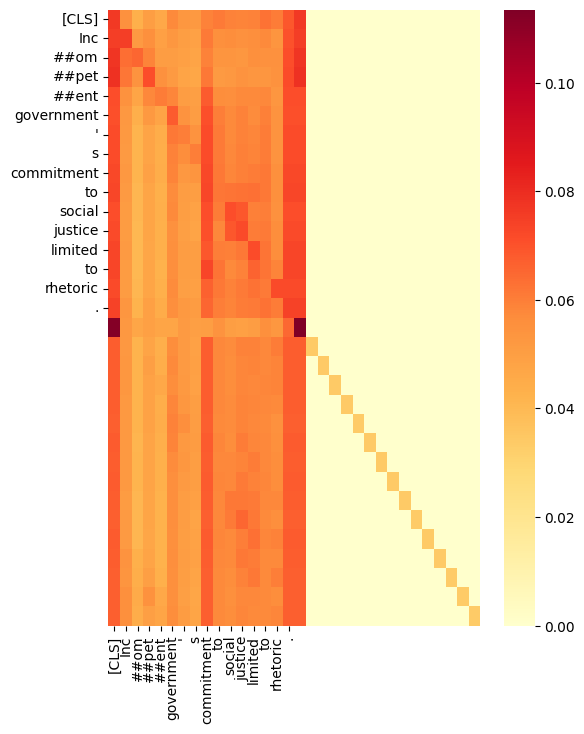 [CLS]
Inc
##om
##pet
##ent
government
'
s
commitment
to
social
justice
limited
to
rhetoric
.
[CLS]
Inc
##om
##pet
##ent
government
'
s
commitment
to
social
justice
limited
to
rhetoric
.
0.10
0.08
0.06
0.04
0.02
0.00